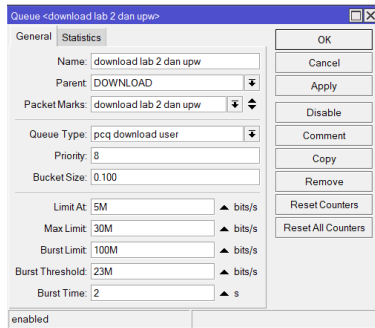 Queue <download lab 2 dan upw>
General Statistics
Name: download lab 2 dan upw
Parent: DOWNLOAD
Packet Marks: download lab 2 dan upw
Queue Type: pcq download user
Priority: 8
Bucket Size: 0.100
Limit At: 5M bits/s
Max Limit: 30M bits/s
Burst Limit: 100M bits/s
Burst Threshold: 23M bits/s
Burst Time: 2 s
enabled
OK
Cancel
Apply
Disable
Comment
Copy
Remove
Reset Counters
Reset All Counters